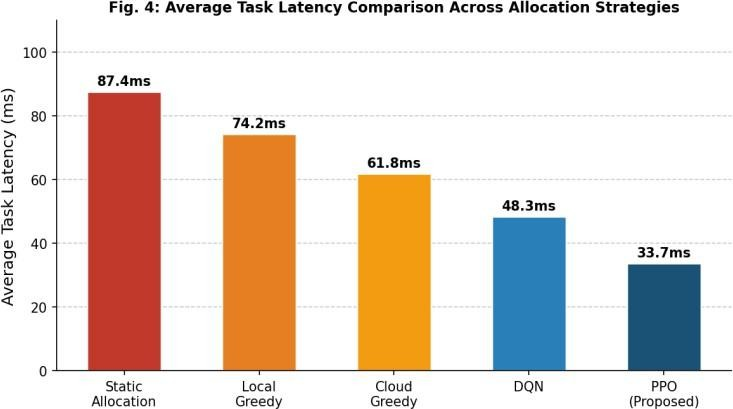 Fig. 4: Average Task Latency Comparison Across Allocation Strategies
Average Task Latency (ms)
100
80
60
40
20
0
87.4ms
74.2ms
61.8ms
48.3ms
33.7ms
Static
Allocation
Local
Greedy
Cloud
Greedy
DQN
PPO
(Proposed)